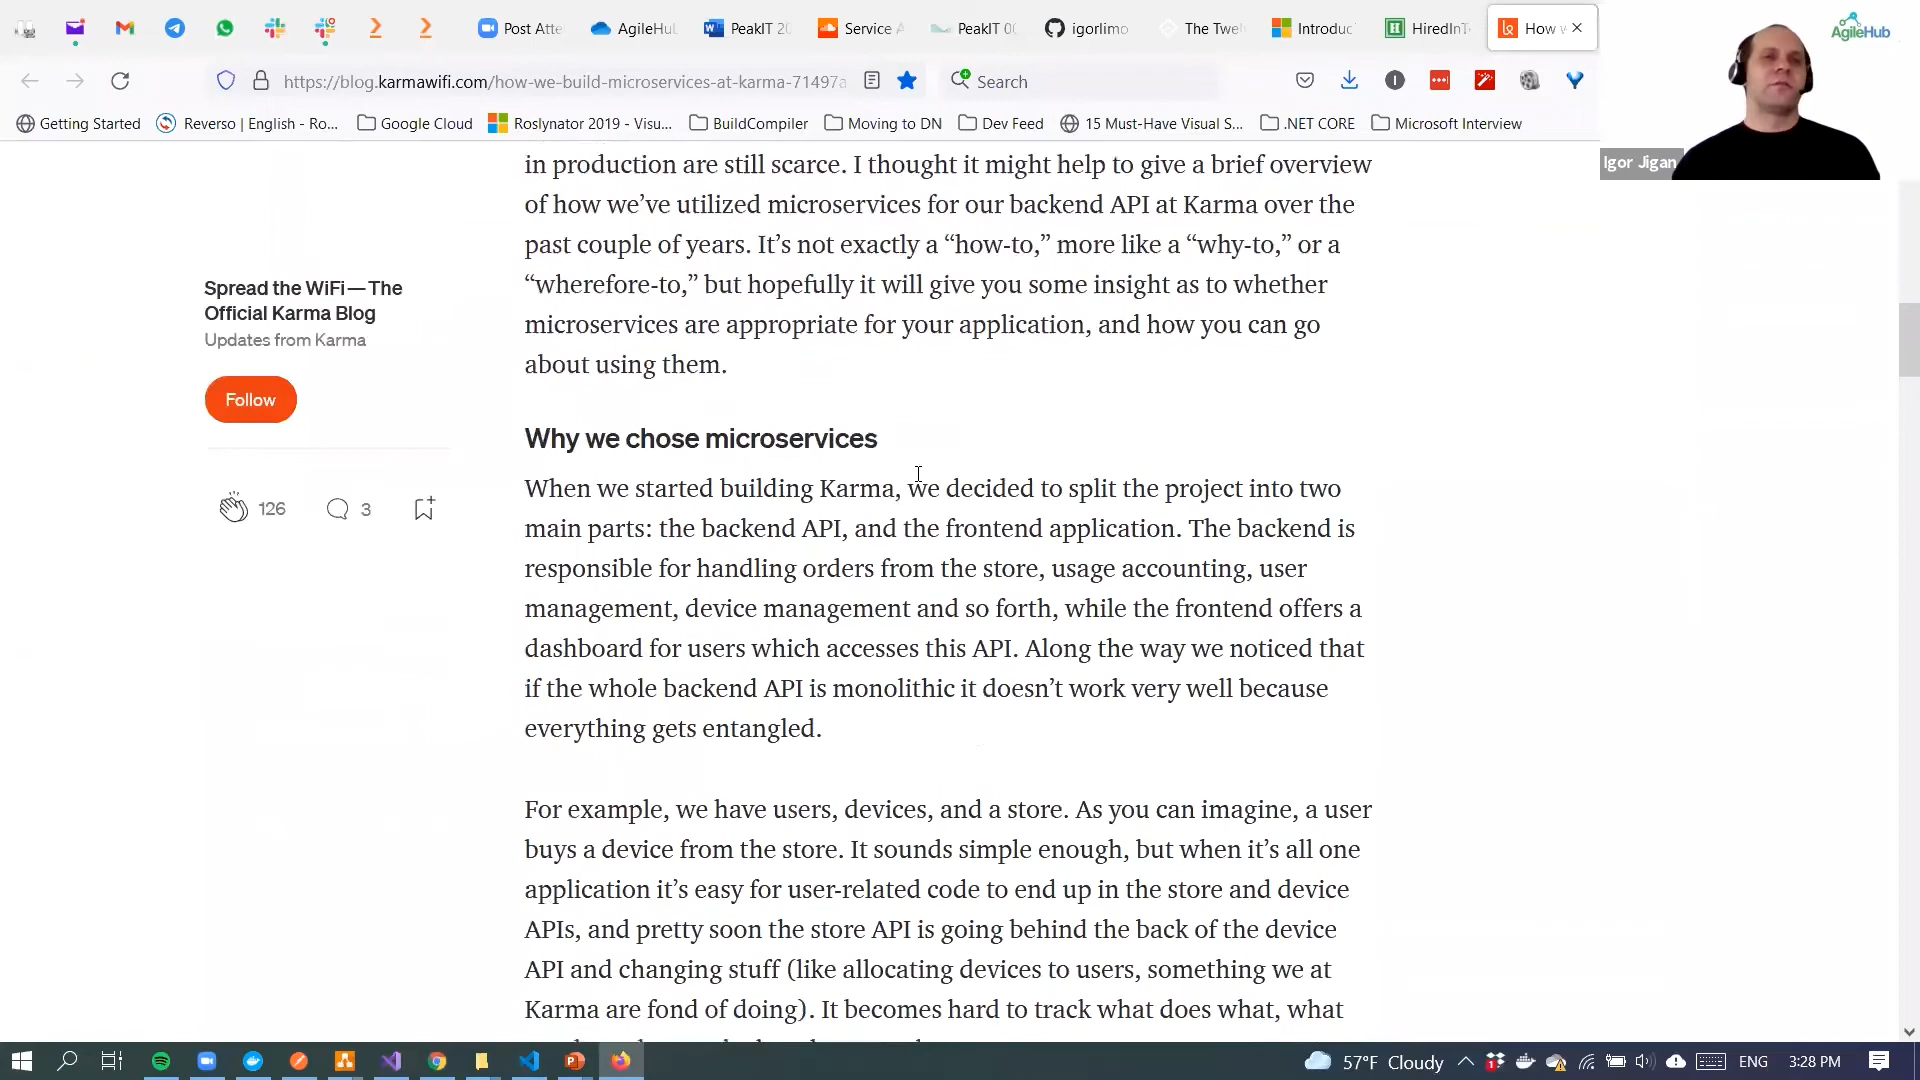 Post Atte
AgileHu
PeakIT 20
Service A
PeakIT 00
igorlimo
The Twel
Introduc
HiredInT
How w
AgileHub
https://blog.karmawifi.com/how-we-build-microservices-at-karma-71497a
Search
Getting Started
Reverso | English - Ro...
Google Cloud
Roslynator 2019 - Visu...
BuildCompiler
Moving to DN
Dev Feed
15 Must-Have Visual S...
.NET CORE
Microsoft Interview
Igor Jigan
in production are still scarce. I thought it might help to give a brief overview
of how we’ve utilized microservices for our backend API at Karma over the
past couple of years. It’s not exactly a “how-to,” more like a “why-to,” or a
“wherefore-to,” but hopefully it will give you some insight as to whether
microservices are appropriate for your application, and how you can go
about using them.
Spread the WiFi—The
Official Karma Blog
Updates from Karma
Follow
126
3
Why we chose microservices
When we started building Karma, we decided to split the project into two
main parts: the backend API, and the frontend application. The backend is
responsible for handling orders from the store, usage accounting, user
management, device management and so forth, while the frontend offers a
dashboard for users which accesses this API. Along the way we noticed that
if the whole backend API is monolithic it doesn’t work very well because
everything gets entangled.
For example, we have users, devices, and a store. As you can imagine, a user
buys a device from the store. It sounds simple enough, but when it’s all one
application it’s easy for user-related code to end up in the store and device
APIs, and pretty soon the store API is going behind the back of the device
API and changing stuff (like allocating devices to users, something we at
Karma are fond of doing). It becomes hard to track what does what, what
57°F Cloudy
ENG
3:28 PM